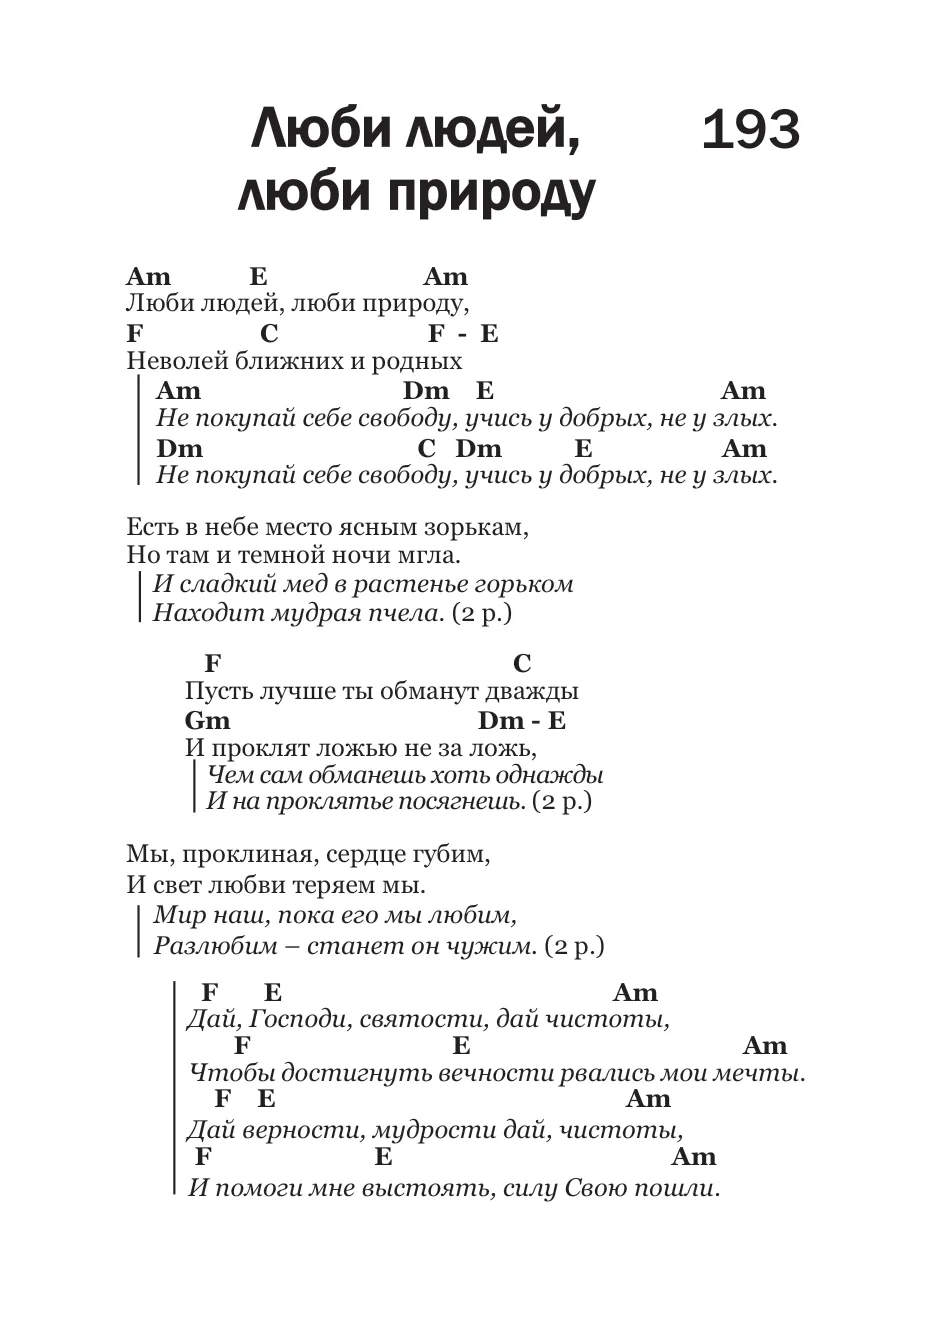 Люби людей, 193
люби природу
Am E Am
Люби людей, люби природу,
F C F - E
Неволей ближних и родных
Am Dm E Am
Не покупай себе свободу, учись у добрых, не у злых.
Dm C Dm E Am
Не покупай себе свободу, учись у добрых, не у злых.
Есть в небе место ясным зорькам,
Но там и темной ночи мгла.
И сладкий мед в растенье горьком
Находит мудрая пчела. (2 р.)
F C
Пусть лучше ты обманут дважды
Gm Dm - E
И проклят ложью не за ложь,
Чем сам обманешь хоть однажды
И на проклятье посягнешь. (2 р.)
Мы, проклиная, сердце губим,
И свет любви теряем мы.
Мир наш, пока его мы любим,
Разлюбим – станет он чужим. (2 р.)
F E Am
Дай, Господи, святости, дай чистоты,
F E Am
Чтобы достигнуть вечности рвались мои мечты.
F E Am
Дай верности, мудрости дай, чистоты,
F E Am
И помоги мне выстоять, силу Свою пошли.